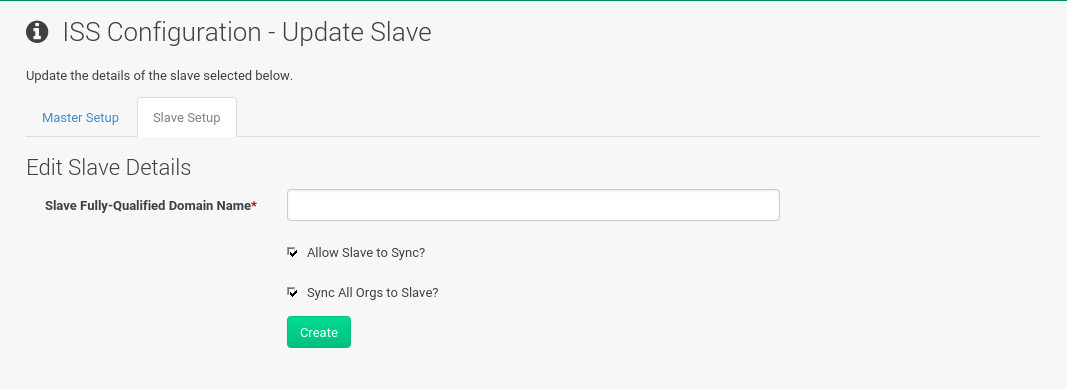 ISS Configuration - Update Slave
Update the details of the slave selected below.
Master Setup
Slave Setup
Edit Slave Details
Slave Fully-Qualified Domain Name*
Allow Slave to Sync?
Sync All Orgs to Slave?
Create